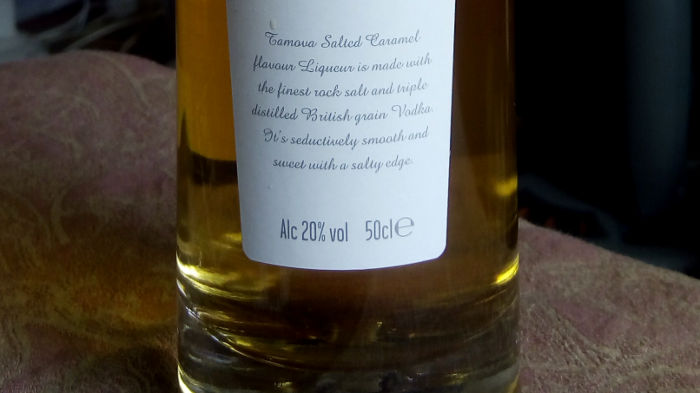 Tamova Salted Caramel
flavour Liqueur is made with
the finest rock salt and triple
distilled British grain Vodka.
It's seductively smooth and
sweet with a salty edge.
Alc 20% vol 50cl℮